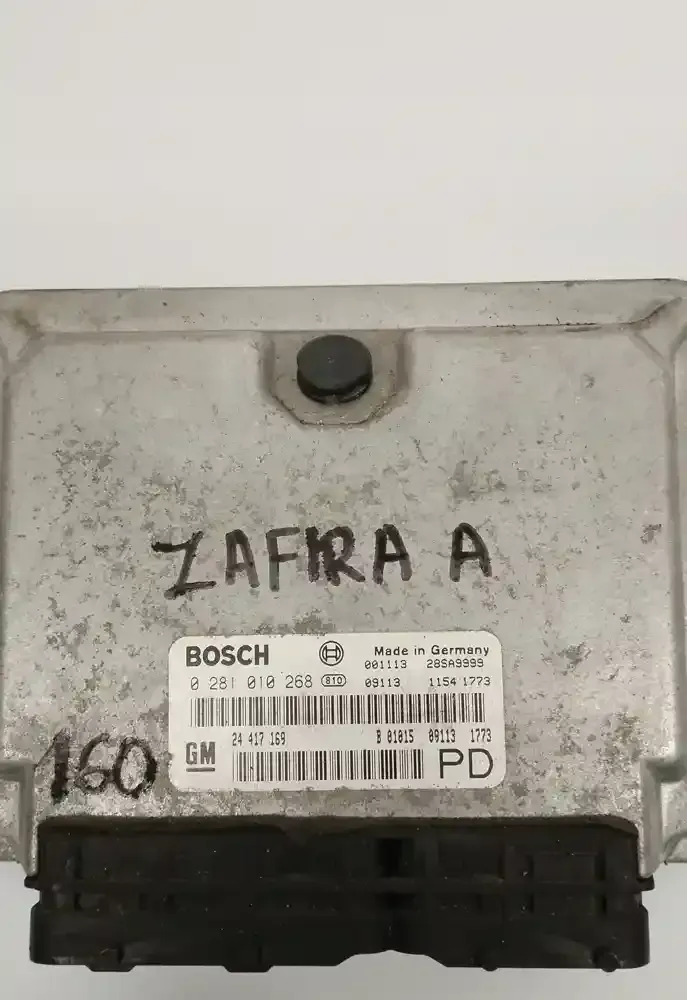 ZAFIRA A
BOSCH Made in Germany
001113 28SA9999
0 281 010 268 810 09113 1154 1773
24 417 169 B 01015 09113 1773
GM PD
160